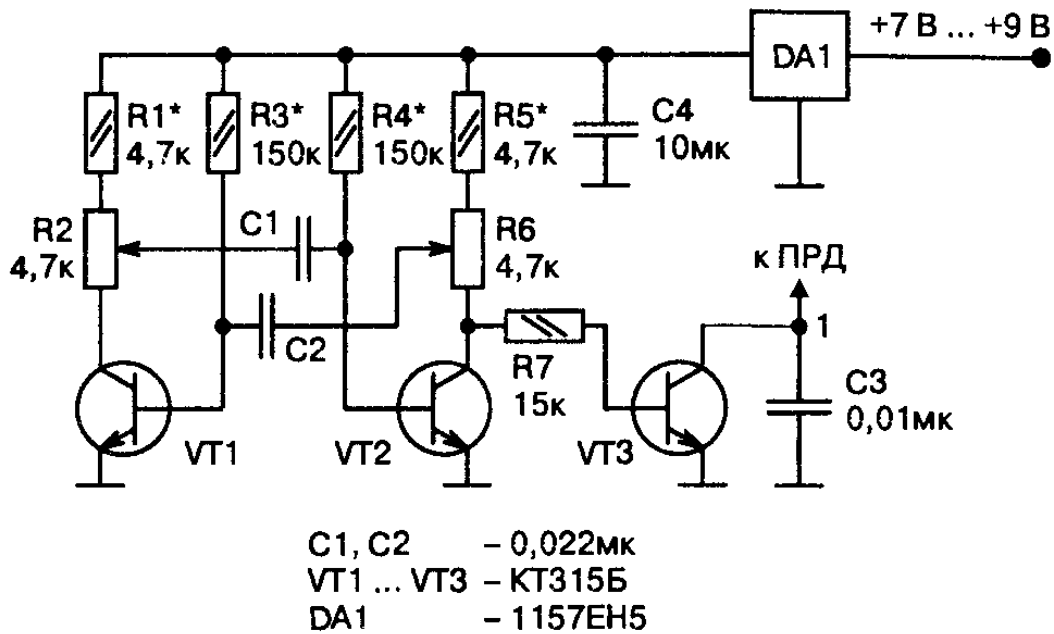 +7 В ... +9 В
DA1
R1*
4,7к
R3*
150к
R4*
150к
R5*
4,7к
C4
10мк
R2
4,7к
C1
R6
4,7к
C2
к ПРД
1
R7
15к
C3
0,01мк
VT1
VT2
VT3
C1, C2 – 0,022мк
VT1 ... VT3 – КТ315Б
DA1 – 1157ЕН5